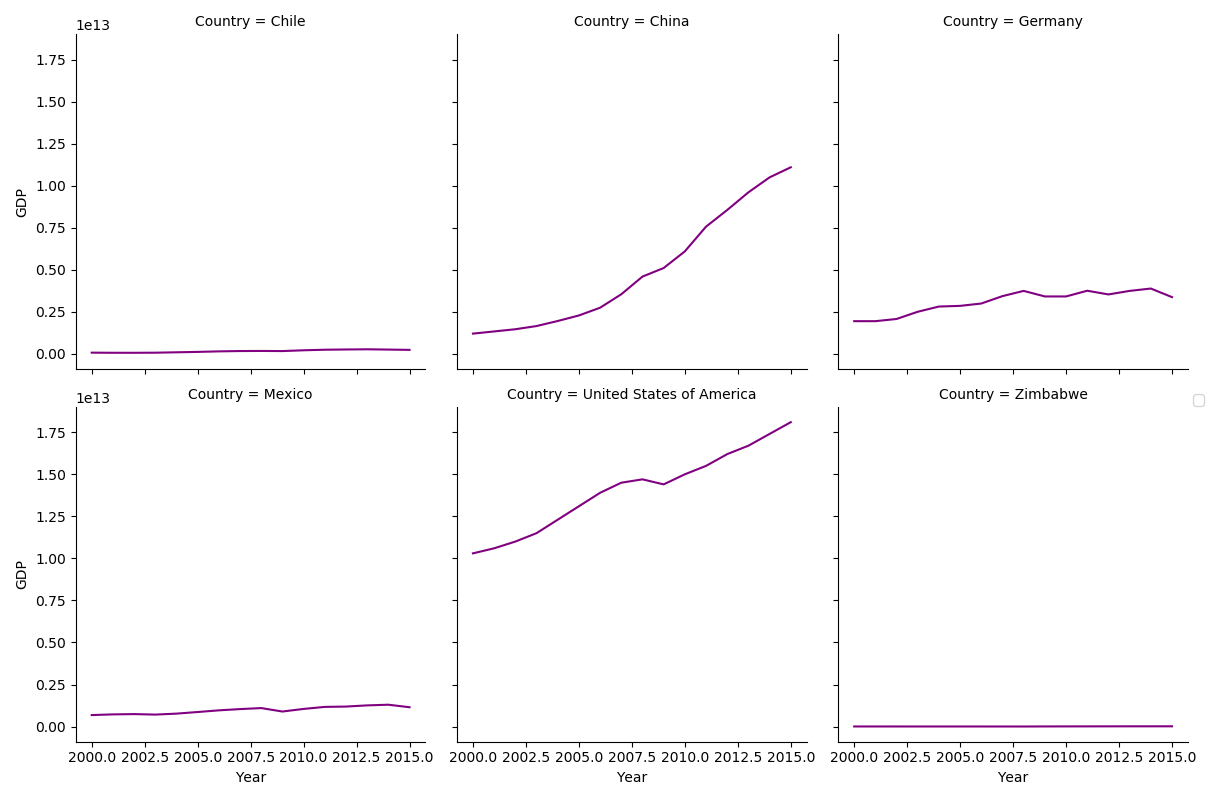 Country = Chile
Country = China
Country = Germany
1e13
1.75
1.50
1.25
1.00
0.75
0.50
0.25
0.00
GDP
Country = Mexico
Country = United States of America
Country = Zimbabwe
1e13
1.75
1.50
1.25
1.00
0.75
0.50
0.25
0.00
GDP
2000.0 2002.5 2005.0 2007.5 2010.0 2012.5 2015.0
2000.0 2002.5 2005.0 2007.5 2010.0 2012.5 2015.0
2000.0 2002.5 2005.0 2007.5 2010.0 2012.5 2015.0
Year
Year
Year